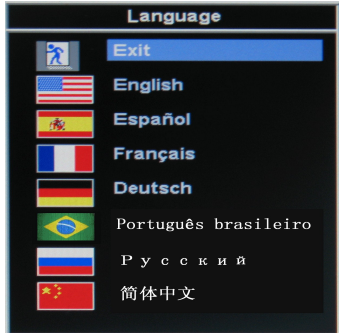 Language
Exit
English
Español
Français
Deutsch
Português brasileiro
Русский
简体中文